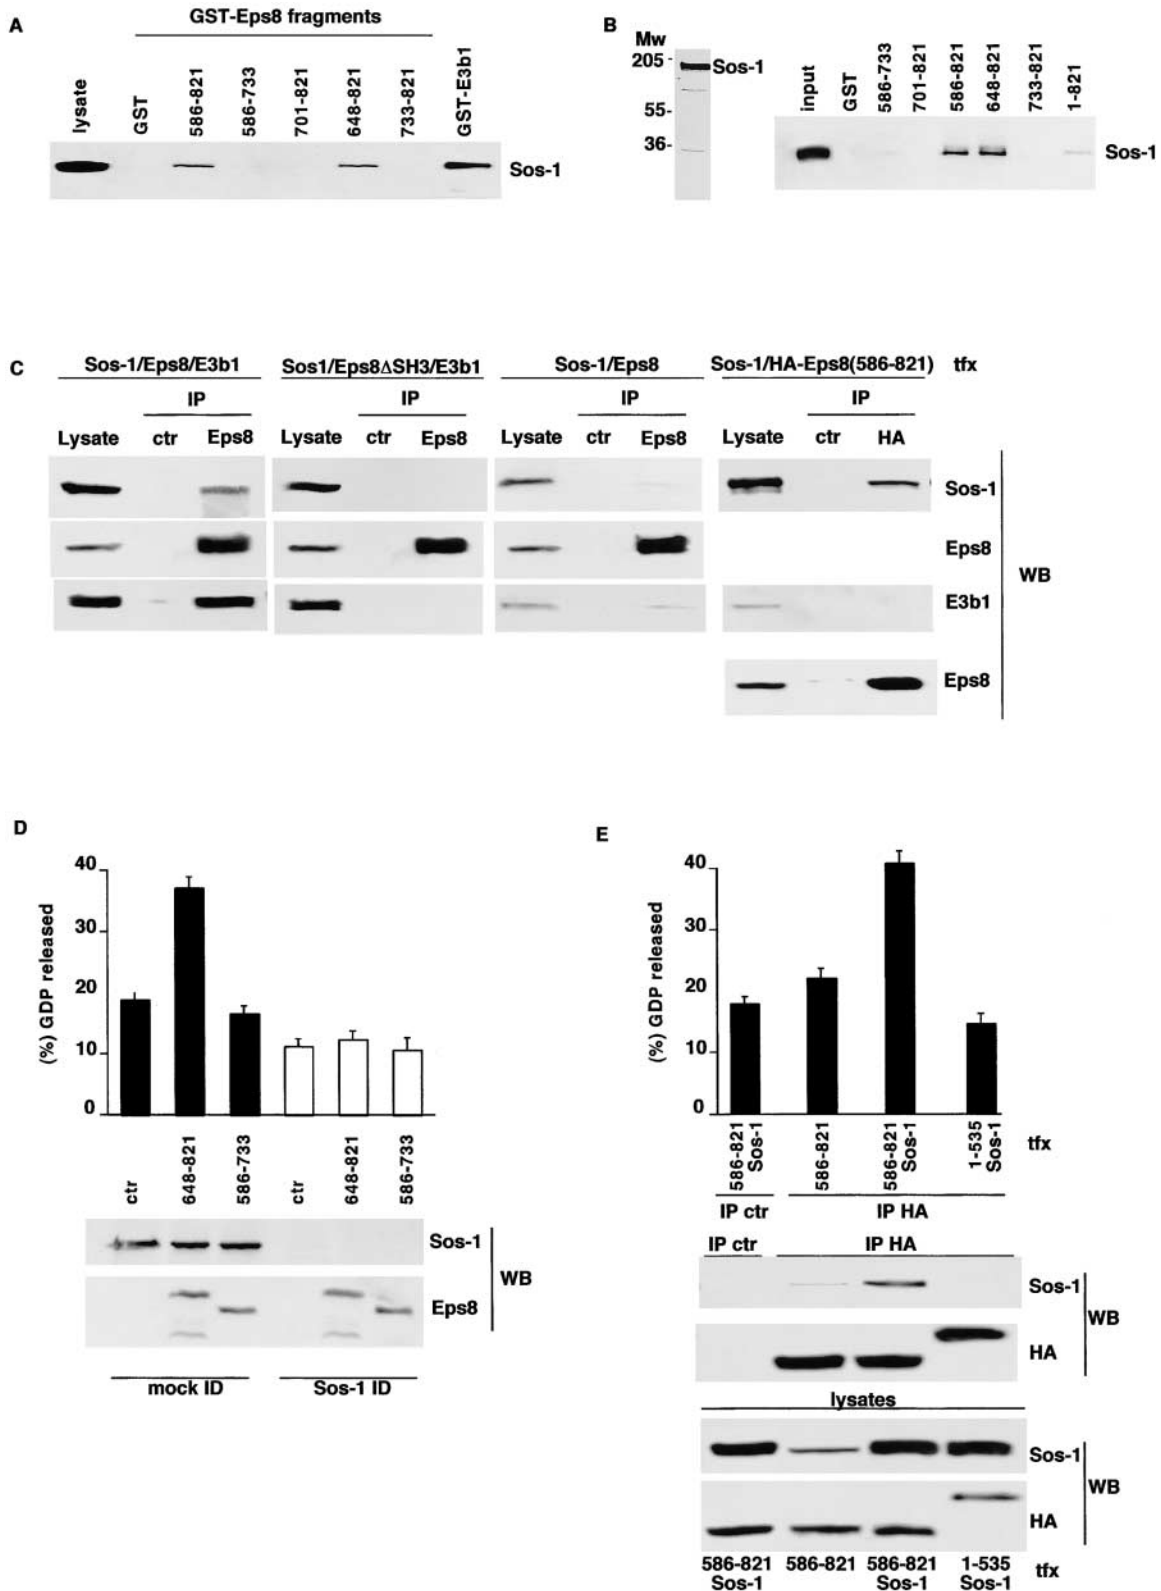 A
GST-Eps8 fragments
lysate
GST
586-821
586-733
701-821
648-821
733-821
GST-E3b1
Sos-1
B
Mw
205
55-
36-
Sos-1
input
GST
586-733
701-821
586-821
648-821
733-821
1-821
Sos-1
C
Sos-1/Eps8/E3b1 Sos1/Eps8ΔSH3/E3b1 Sos-1/Eps8 Sos-1/HA-Eps8(586-821) tfx
IP IP IP IP
Lysate ctr Eps8 Lysate ctr Eps8 Lysate ctr Eps8 Lysate ctr HA
Sos-1
Eps8
E3b1
Eps8
WB
D
(%) GDP released
40
30
20
10
0
ctr
648-821
586-733
ctr
648-821
586-733
Sos-1
Eps8
WB
mock ID Sos-1 ID
E
(%) GDP released
40
30
20
10
0
586-821
Sos-1
586-821
586-821
Sos-1
1-535
Sos-1
tfx
IP ctr IP HA
IP ctr IP HA
Sos-1
HA
WB
lysates
Sos-1
HA
WB
586-821 586-821 586-821 1-535 tfx
Sos-1 Sos-1 Sos-1